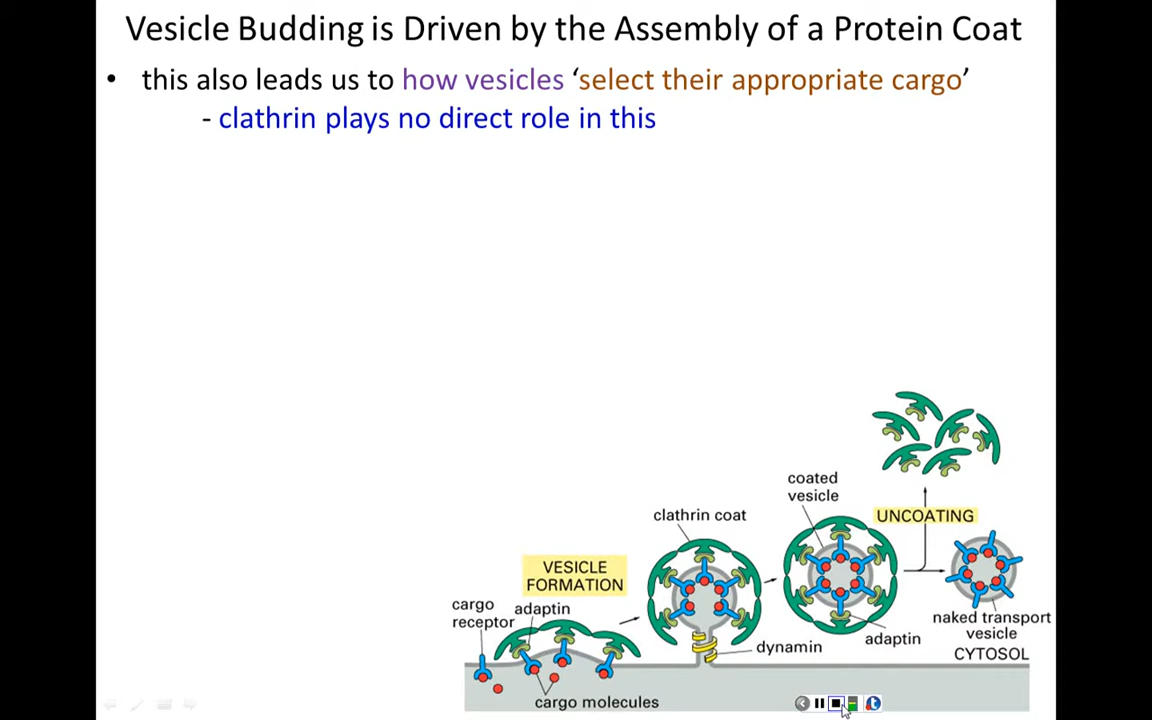 Vesicle Budding is Driven by the Assembly of a Protein Coat
• this also leads us to how vesicles ‘select their appropriate cargo’
- clathrin plays no direct role in this
coated
vesicle
clathrin coat
UNCOATING
VESICLE
FORMATION
cargo
receptor
adaptin
naked transport
vesicle
CYTOSOL
adaptin
dynamin
cargo molecules